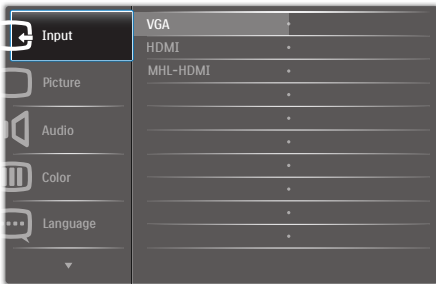 Input
Picture
Audio
Color
Language
VGA
HDMI
MHL-HDMI